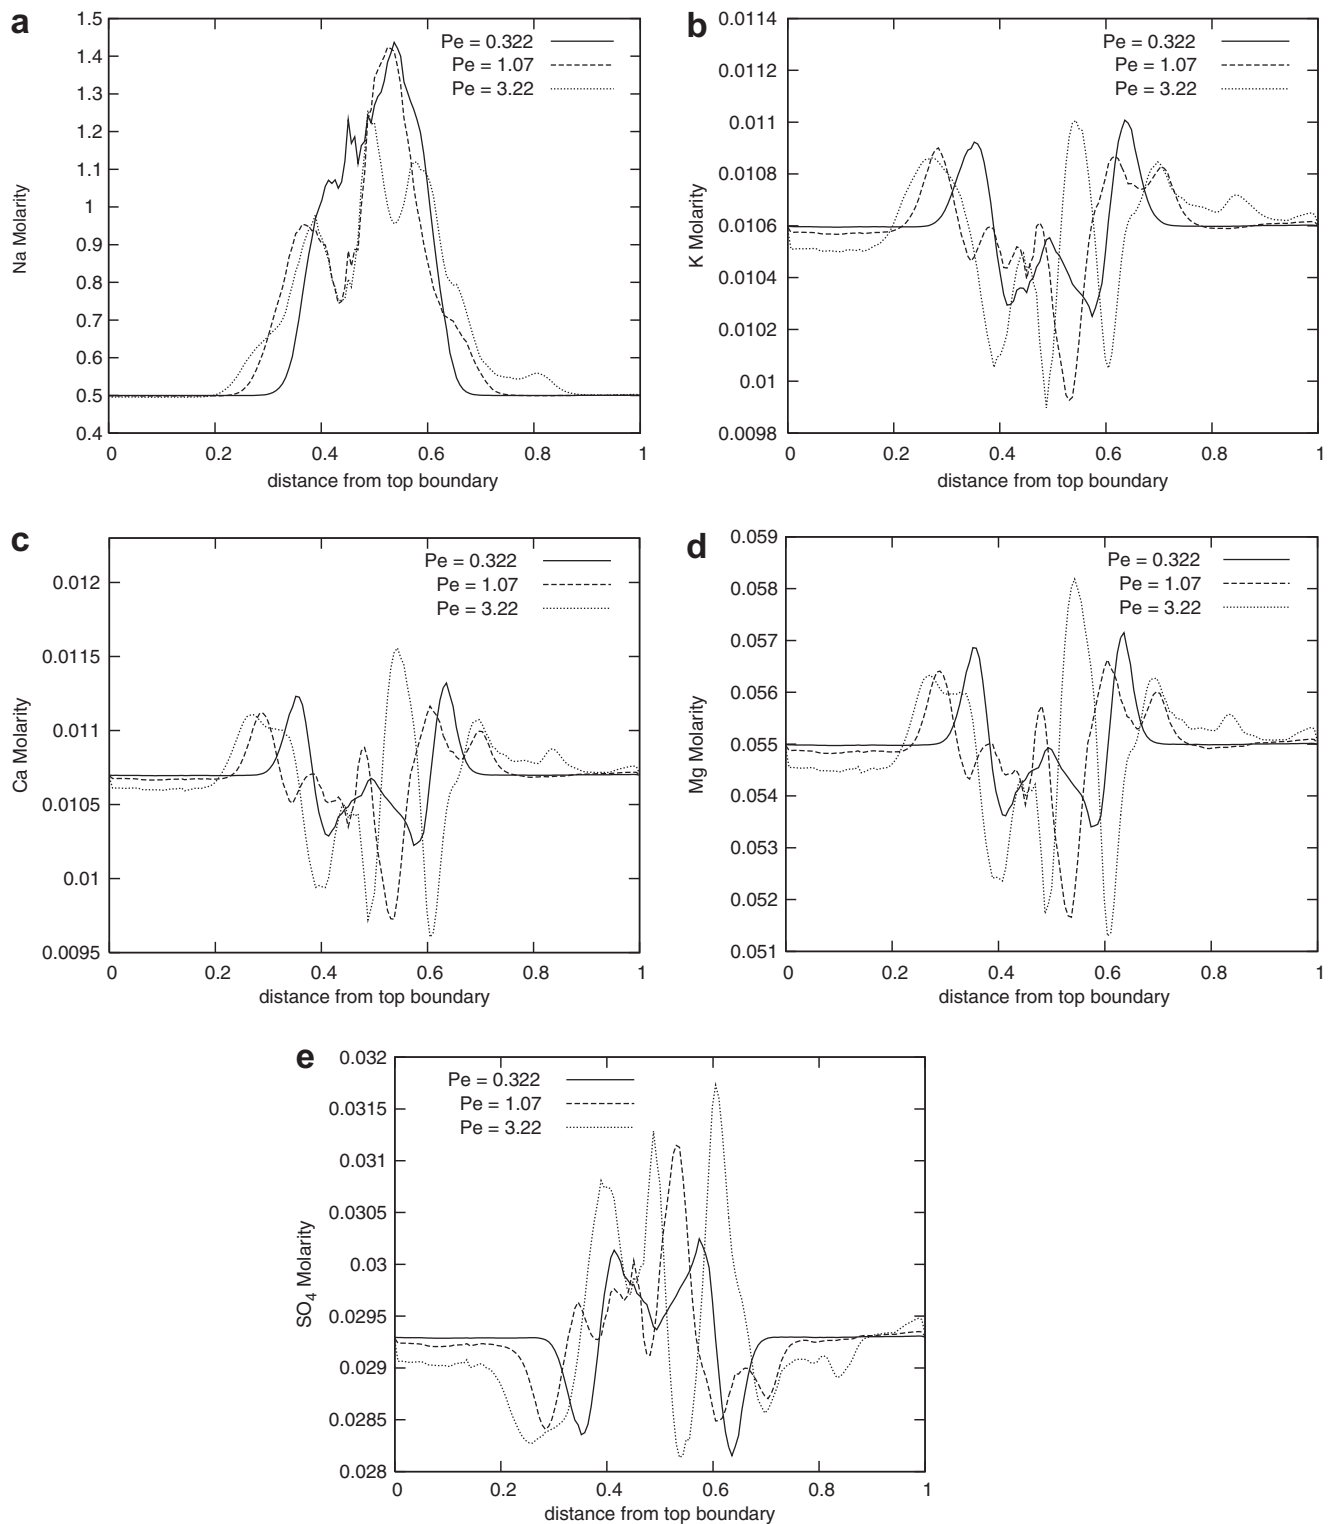 a
1.5
1.4
1.3
1.2
1.1
1
0.9
0.8
0.7
0.6
0.5
0.4
Na Molarity
Pe = 0.322
Pe = 1.07
Pe = 3.22
0 0.2 0.4 0.6 0.8 1
distance from top boundary
b
0.0114
0.0112
0.011
0.0108
0.0106
0.0104
0.0102
0.01
0.0098
K Molarity
Pe = 0.322
Pe = 1.07
Pe = 3.22
0 0.2 0.4 0.6 0.8 1
distance from top boundary
c
0.012
0.0115
0.011
0.0105
0.01
0.0095
Ca Molarity
Pe = 0.322
Pe = 1.07
Pe = 3.22
0 0.2 0.4 0.6 0.8 1
distance from top boundary
d
0.059
0.058
0.057
0.056
0.055
0.054
0.053
0.052
0.051
Mg Molarity
Pe = 0.322
Pe = 1.07
Pe = 3.22
0 0.2 0.4 0.6 0.8 1
distance from top boundary
e
0.032
0.0315
0.031
0.0305
0.03
0.0295
0.029
0.0285
0.028
SO₄ Molarity
Pe = 0.322
Pe = 1.07
Pe = 3.22
0 0.2 0.4 0.6 0.8 1
distance from top boundary